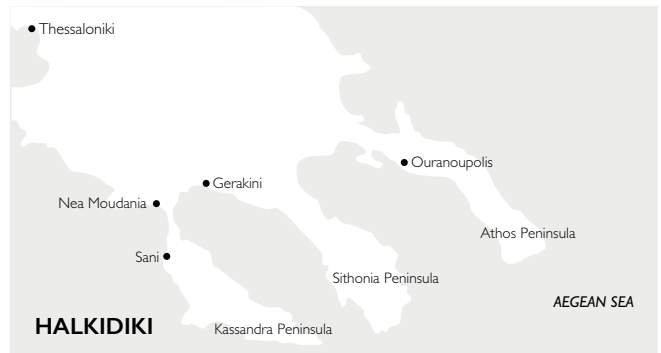 Thessaloniki
Ouranoupolis
Gerakini
Nea Moudania
Athos Peninsula
Sani
Sithonia Peninsula
AEGEAN SEA
HALKIDIKI
Kassandra Peninsula